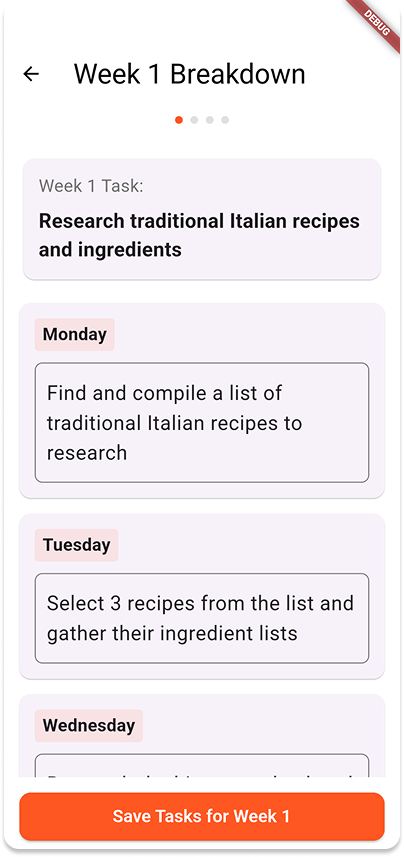 DEBUG
Week 1 Breakdown
Week 1 Task:
Research traditional Italian recipes
and ingredients
Monday
Find and compile a list of
traditional Italian recipes to
research
Tuesday
Select 3 recipes from the list and
gather their ingredient lists
Wednesday
Save Tasks for Week 1